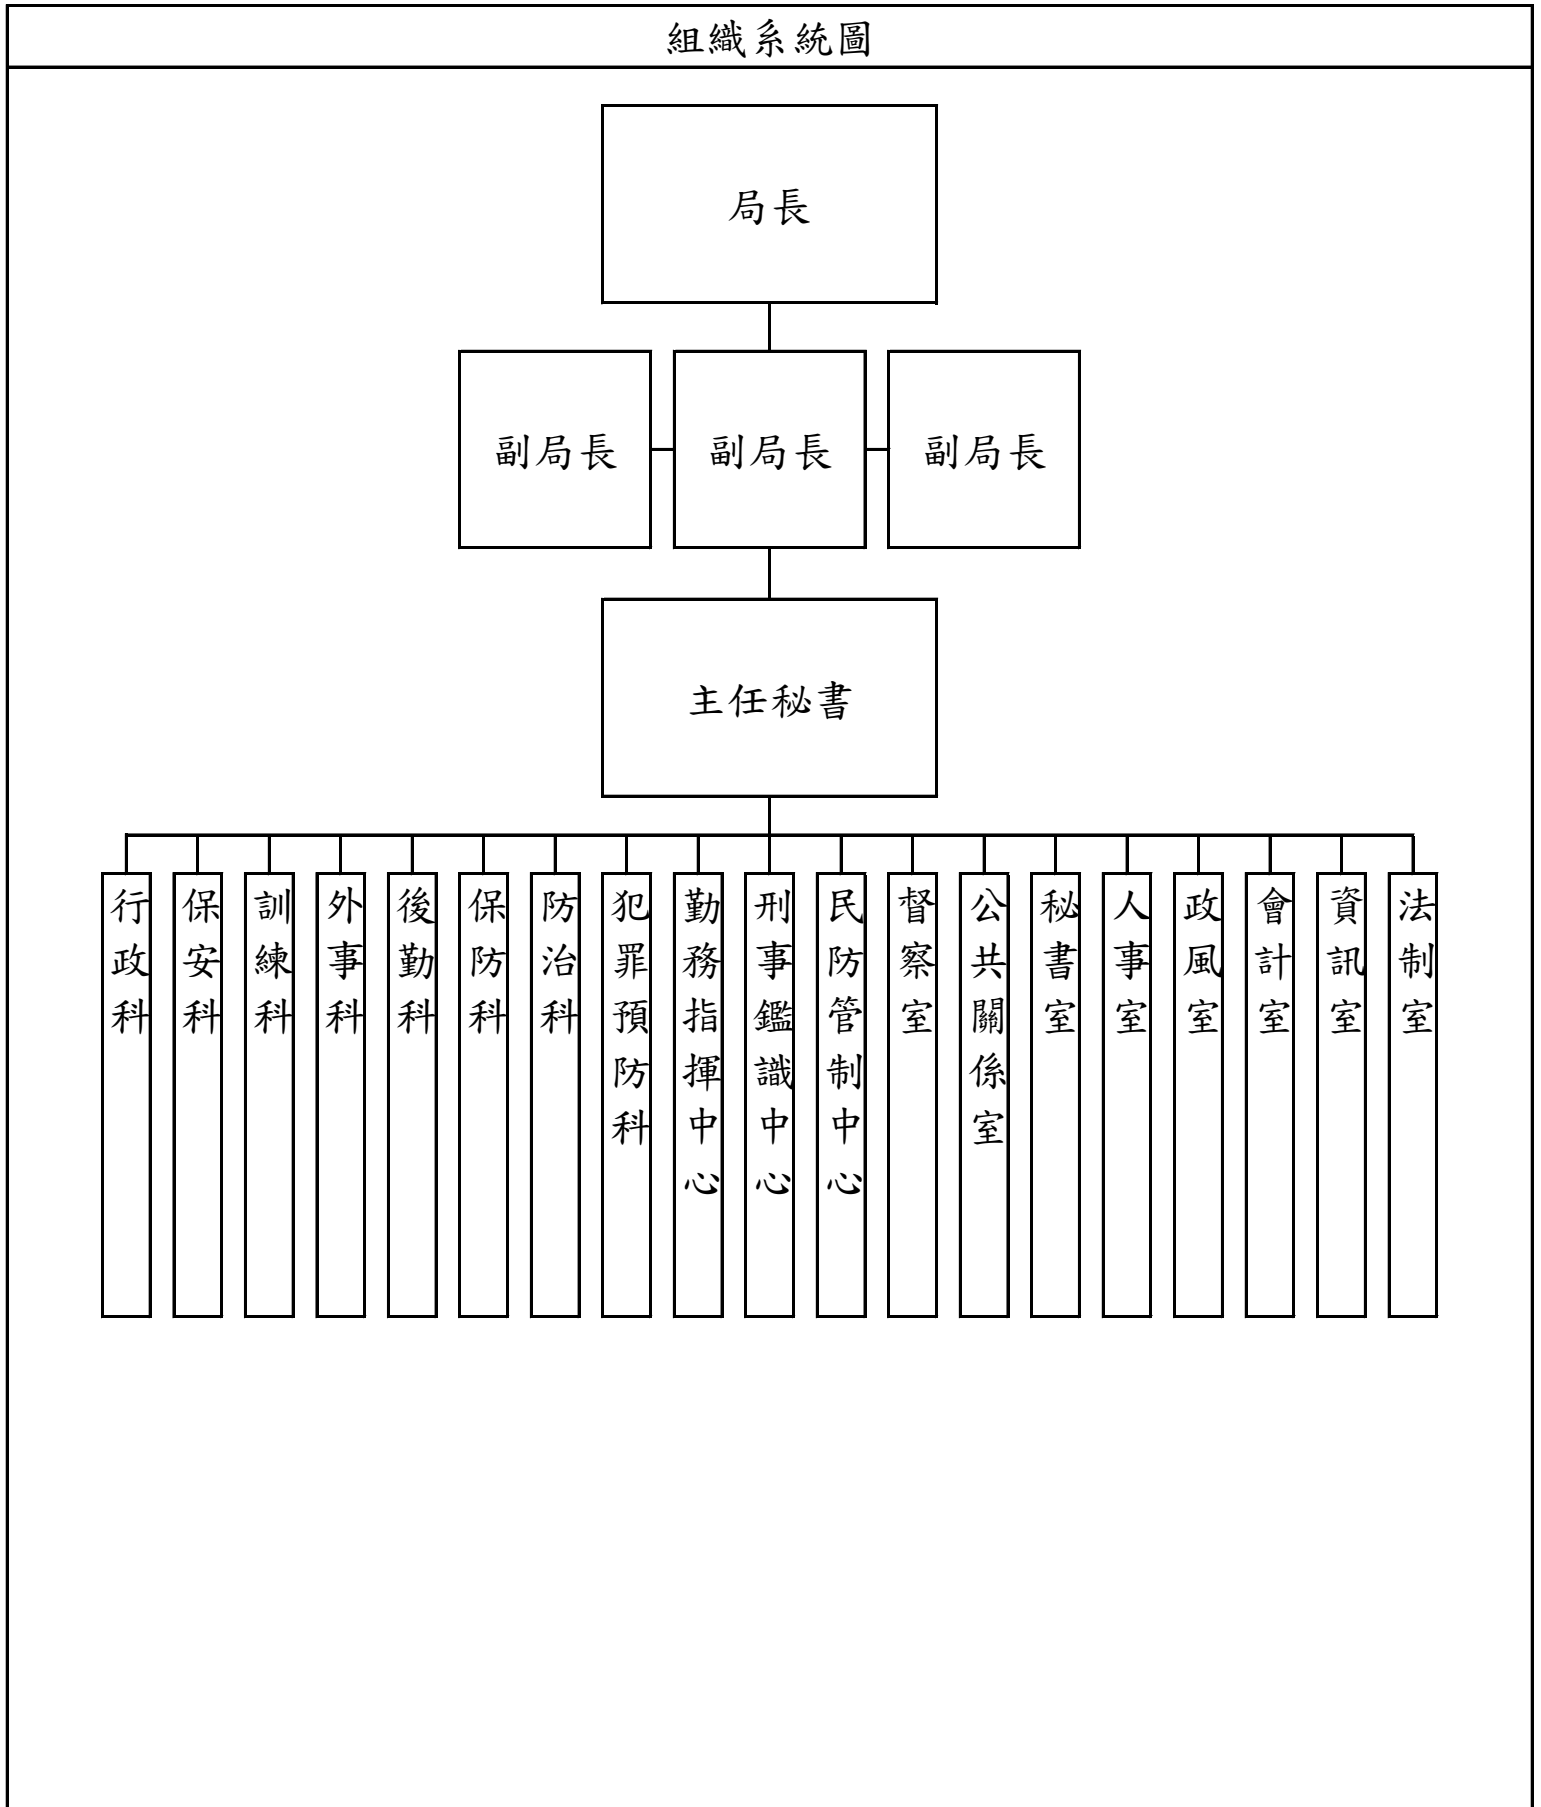 組織系統圖
局長
副局長
副局長
副局長
主任秘書
行政科
保安科
訓練科
外事科
後勤科
保防科
防治科
犯罪預防科
勤務指揮中心
刑事鑑識中心
民防管制中心
督察室
公共關係室
秘書室
人事室
政風室
會計室
資訊室
法制室